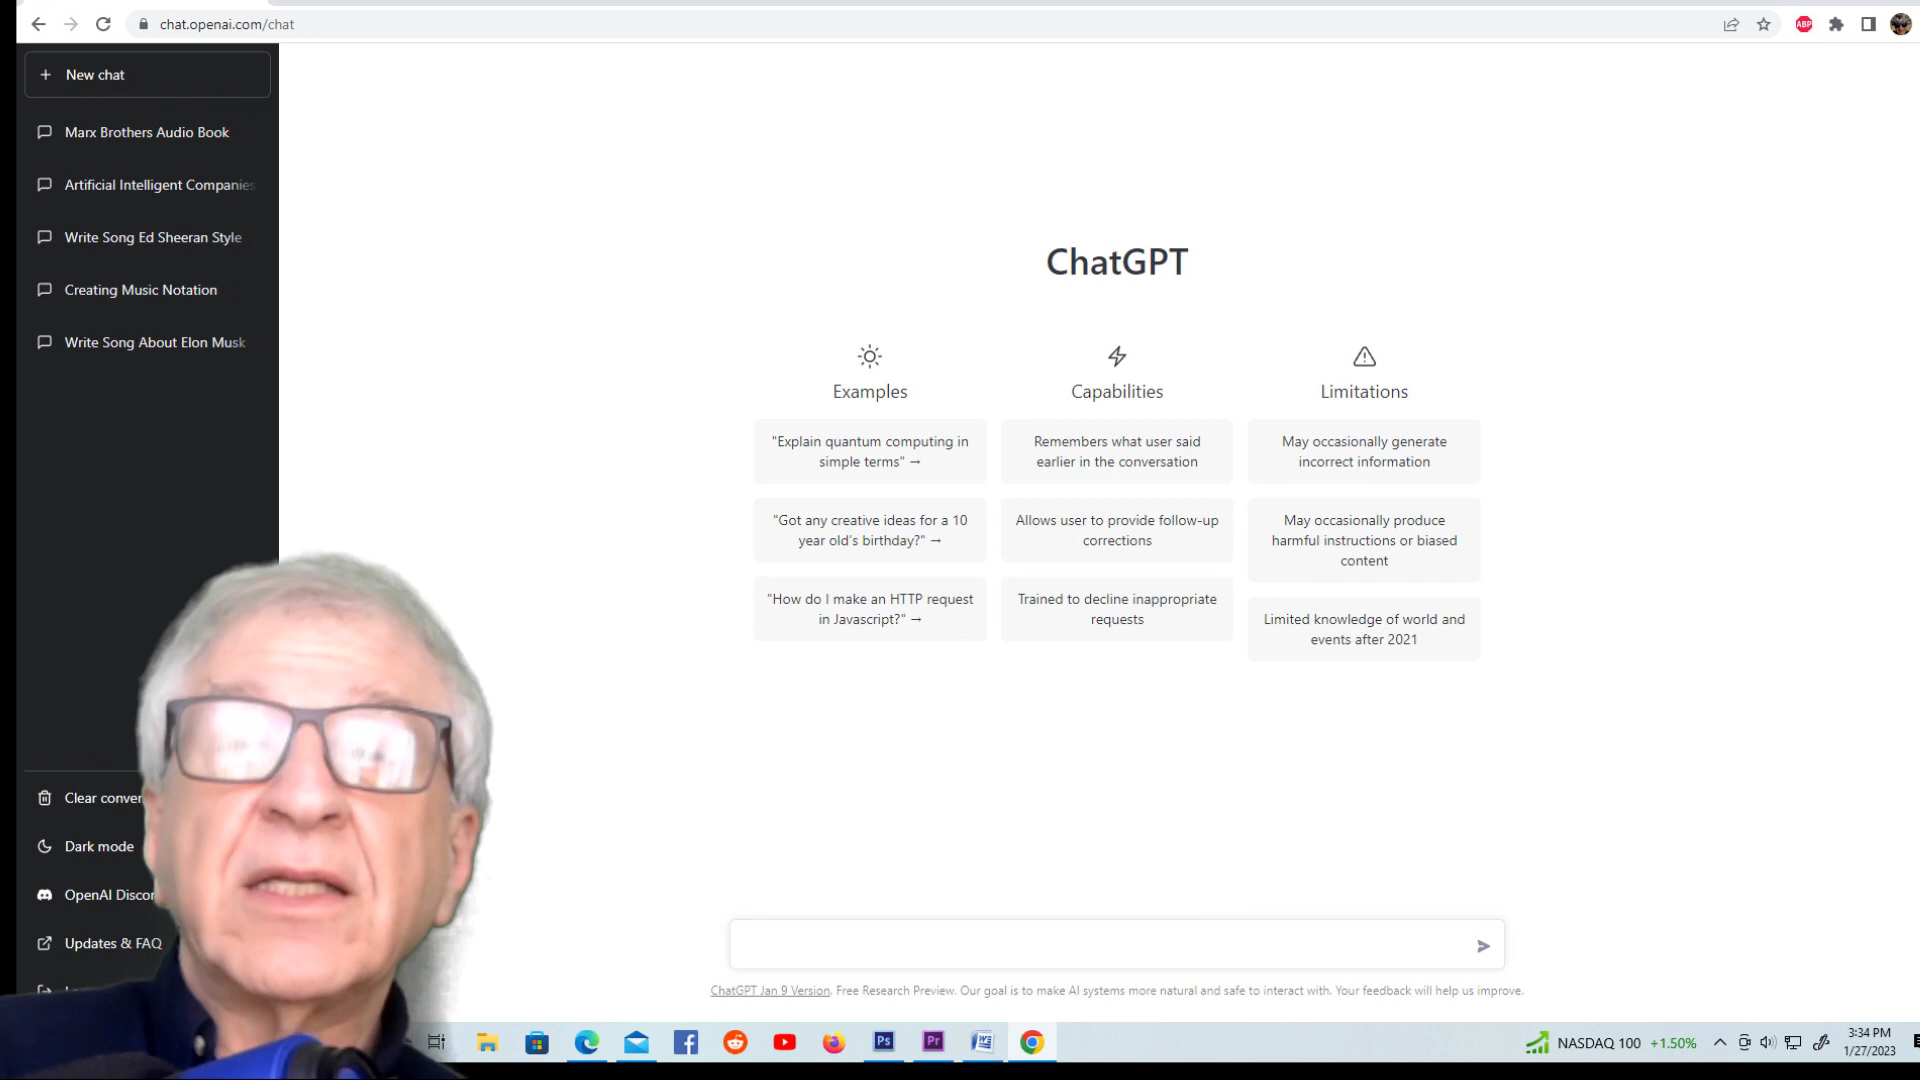 chat.openai.com/chat
ABP
New chat
Marx Brothers Audio Book
Artificial Intelligent Companies
Write Song Ed Sheeran Style
Creating Music Notation
Write Song About Elon Musk
ChatGPT
Examples
"Explain quantum computing in
simple terms" →
"Got any creative ideas for a 10
year old's birthday?" →
"How do I make an HTTP request
in Javascript?" →
Capabilities
Remembers what user said
earlier in the conversation
Allows user to provide follow-up
corrections
Trained to decline inappropriate
requests
Limitations
May occasionally generate
incorrect information
May occasionally produce
harmful instructions or biased
content
Limited knowledge of world and
events after 2021
Clear conver
Dark mode
OpenAI Discor
Updates & FAQ
ChatGPT Jan 9 Version. Free Research Preview. Our goal is to make AI systems more natural and safe to interact with. Your feedback will help us improve.
Ps
Pr
W
NASDAQ 100 +1.50%
3:34 PM
1/27/2023